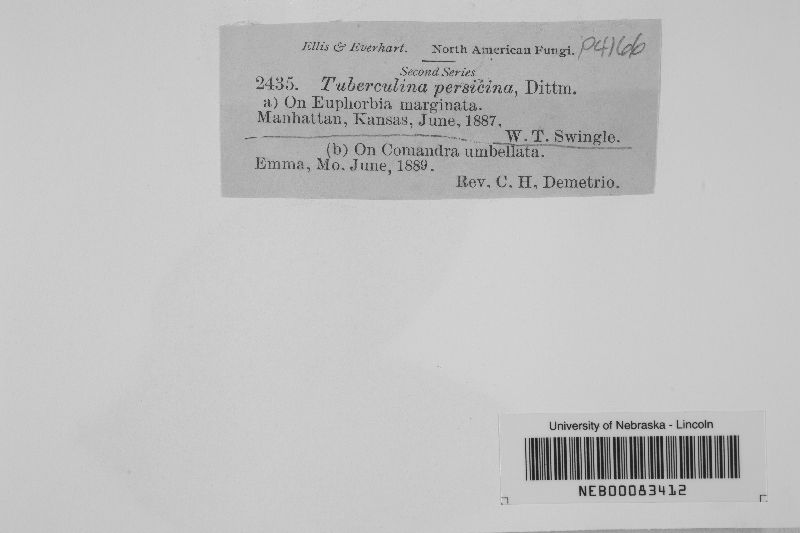 Ellis & Everhart. North American Fungi. P4166
Second Series
2435. Tuberculina persicina, Dittm.
a) On Euphorbia marginata.
Manhattan, Kansas, June, 1887,
W. T. Swingle.
(b) On Comandra umbellata.
Emma, Mo. June, 1889.
Rev. C. H. Demetrio.
University of Nebraska - Lincoln
NEB00083412